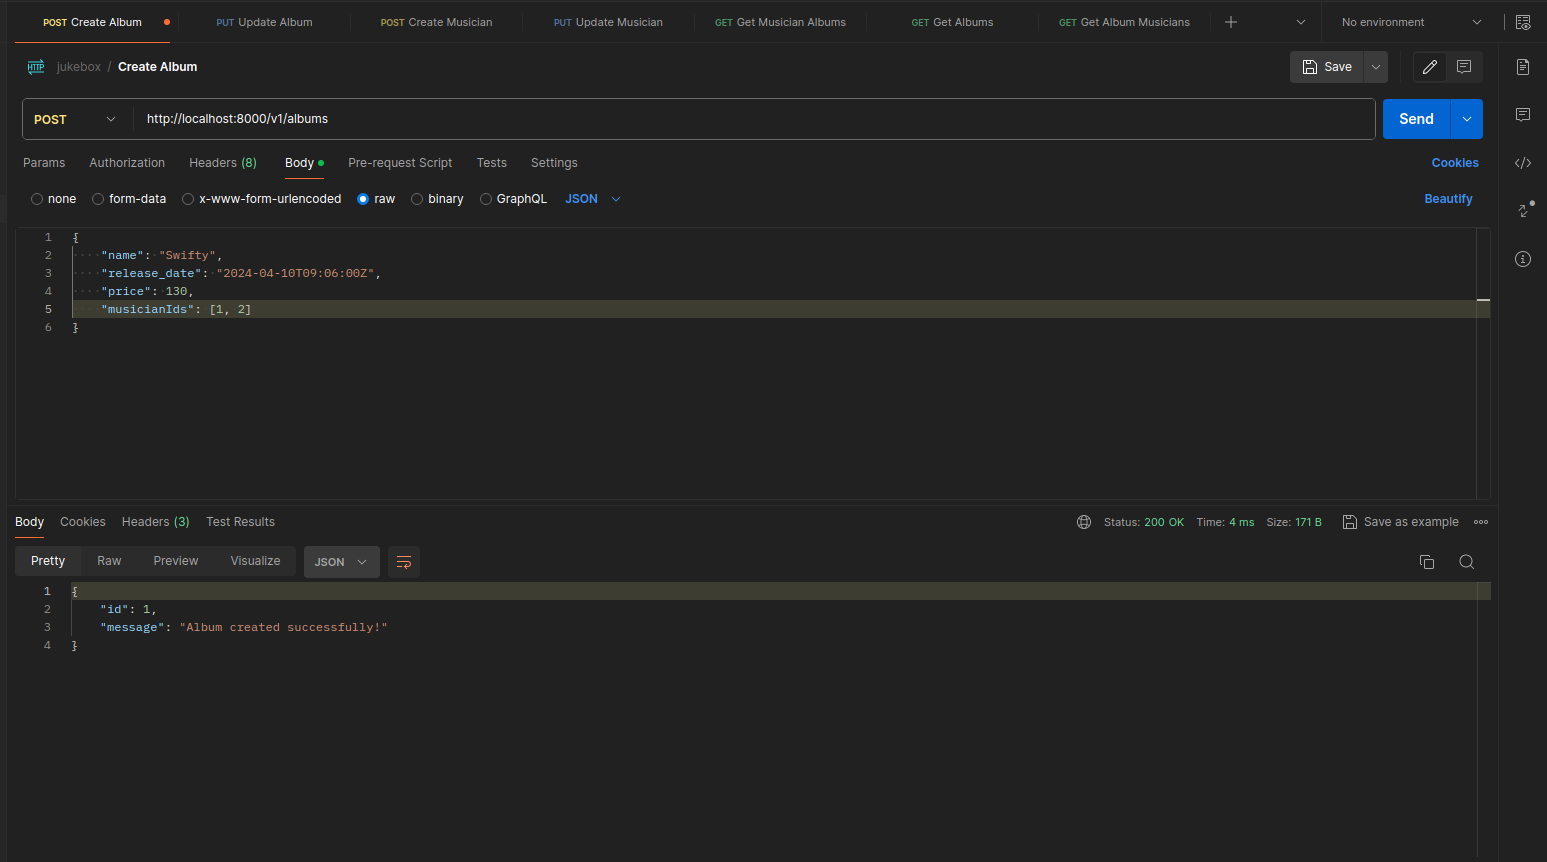 POST Create Album PUT Update Album POST Create Musician PUT Update Musician GET Get Musician Albums GET Get Albums GET Get Album Musicians No environment
HTTP jukebox / Create Album Save
POST http://localhost:8000/v1/albums Send
Params Authorization Headers (8) Body Pre-request Script Tests Settings Cookies
none form-data x-www-form-urlencoded raw binary GraphQL JSON Beautify
1 {
2 "name": "Swifty",
3 "release_date": "2024-04-10T09:06:00Z",
4 "price": 130,
5 "musicianIds": [1, 2]
6 }
Body Cookies Headers (3) Test Results Status: 200 OK Time: 4 ms Size: 171 B Save as example
Pretty Raw Preview Visualize JSON
1 {
2 "id": 1,
3 "message": "Album created successfully!"
4 }